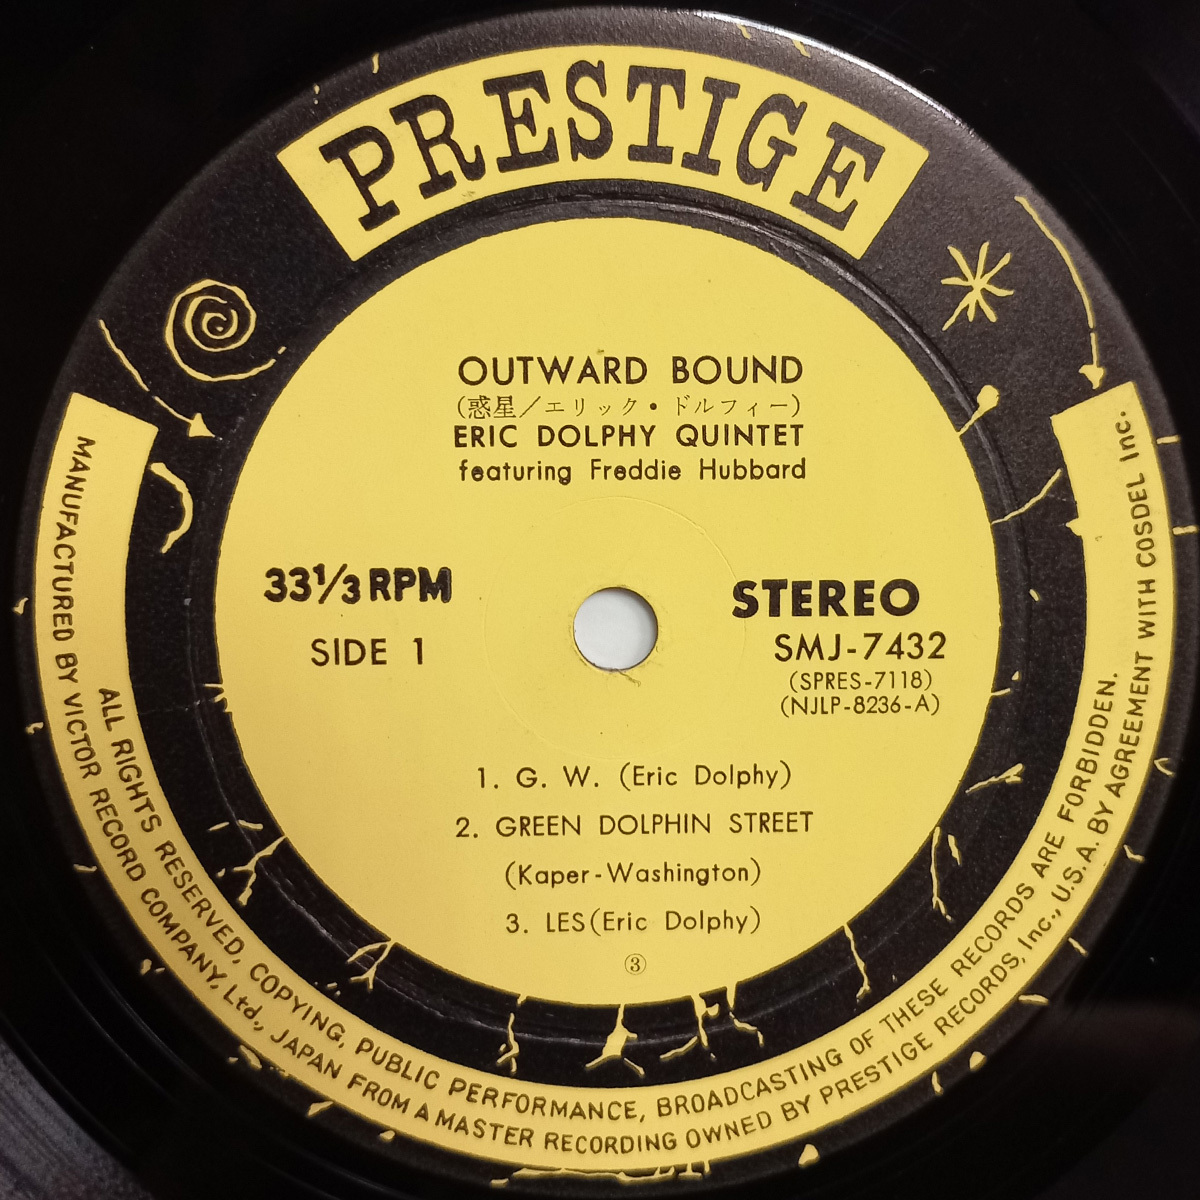 PRESTIGE
OUTWARD BOUND
(惑星/エリック・ドルフィー)
ERIC DOLPHY QUINTET
featuring Freddie Hubbard
33 1/3 RPM
SIDE 1
STEREO
SMJ-7432
(SPRES-7118)
(NJLP-8236-A)
1. G. W. (Eric Dolphy)
2. GREEN DOLPHIN STREET
(Kaper-Washington)
3. LES(Eric Dolphy)
③
ALL RIGHTS RESERVED, COPYING, PUBLIC PERFORMANCE, BROADCASTING OF THESE RECORDS ARE FORBIDDEN.
MANUFACTURED BY VICTOR RECORD COMPANY, Ltd., JAPAN FROM A MASTER RECORDING OWNED BY PRESTIGE RECORDS, Inc., U.S.A. BY AGREEMENT WITH COSDEL Inc.